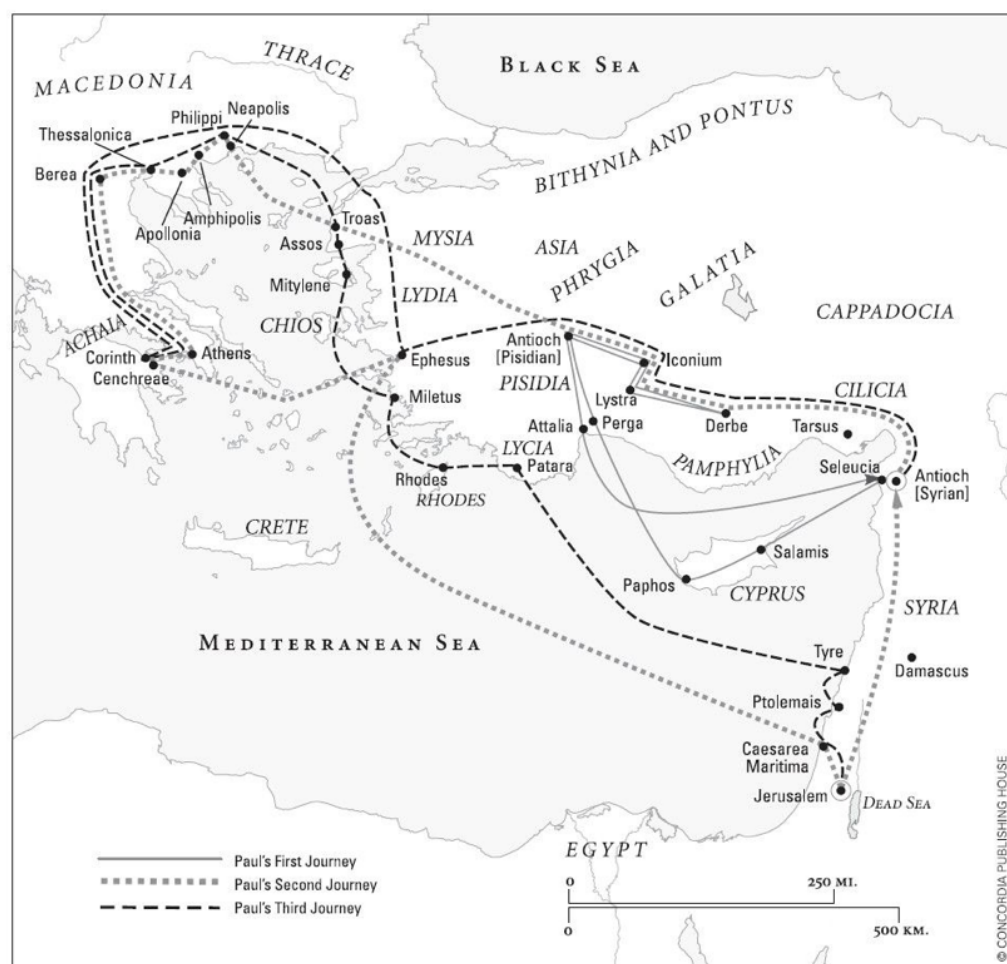 BLACK SEA
THRACE
MACEDONIA
Neapolis
Philippi
Thessalonica
Berea
Amphipolis
Apollonia
BITHYNIA AND PONTUS
Troas
Assos
MYSIA
ASIA
PHRYGIA
GALATIA
Mitylene
LYDIA
CAPPADOCIA
CHIOS
ACHAIA
Corinth
Athens
Cenchreae
Ephesus
Antioch
[Pisidian]
Iconium
PISIDIA
Lystra
CILICIA
Miletus
Attalia
Perga
Derbe
Tarsus
LYCIA
PAMPHYLIA
Seleucia
Antioch
[Syrian]
Rhodes
RHODES
Patara
CRETE
Salamis
Paphos
CYPRUS
SYRIA
MEDITERRANEAN SEA
Tyre
Damascus
Ptolemais
Caesarea
Maritima
Jerusalem
DEAD SEA
EGYPT
Paul's First Journey
Paul's Second Journey
Paul's Third Journey
0 250 MI.
0 500 KM.
© CONCORDIA PUBLISHING HOUSE